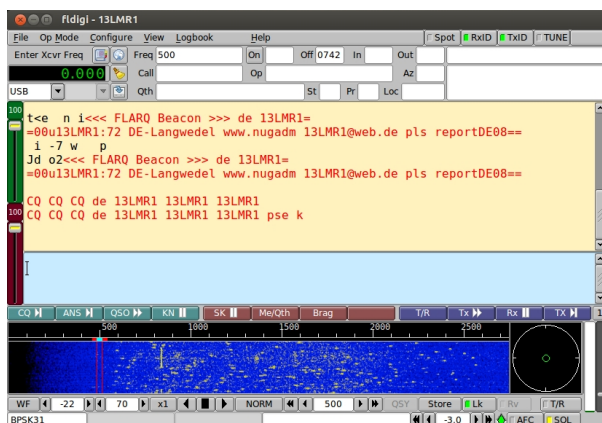 fldigi - 13LMR1
File Op Mode Configure View Logbook Help Spot RxID TxID TUNE
Enter Xcvr Freq Freq 500 On Off 0742 In Out
0.000 Call Op Az
USB Qth St Pr Loc
100
t<e n i<<< FLARQ Beacon >>> de 13LMR1=
=00u13LMR1:72 DE-Langwedel www.nugadm 13LMR1@web.de pls reportDE08==
i -7 w p
Jd o2<<< FLARQ Beacon >>> de 13LMR1=
=00u13LMR1:72 DE-Langwedel www.nugadm 13LMR1@web.de pls reportDE08==
CQ CQ CQ de 13LMR1 13LMR1 13LMR1
100
CQ CQ CQ de 13LMR1 13LMR1 13LMR1 pse k
CQ ANS QSO KN SK Me/Qth Brag T/R Tx Rx TX 1
500 1000 1500 2000 2500
WF -22 70 x1 NORM 500 QSY Store Lk Rv T/R
BPSK31 -3.0 AFC SQL